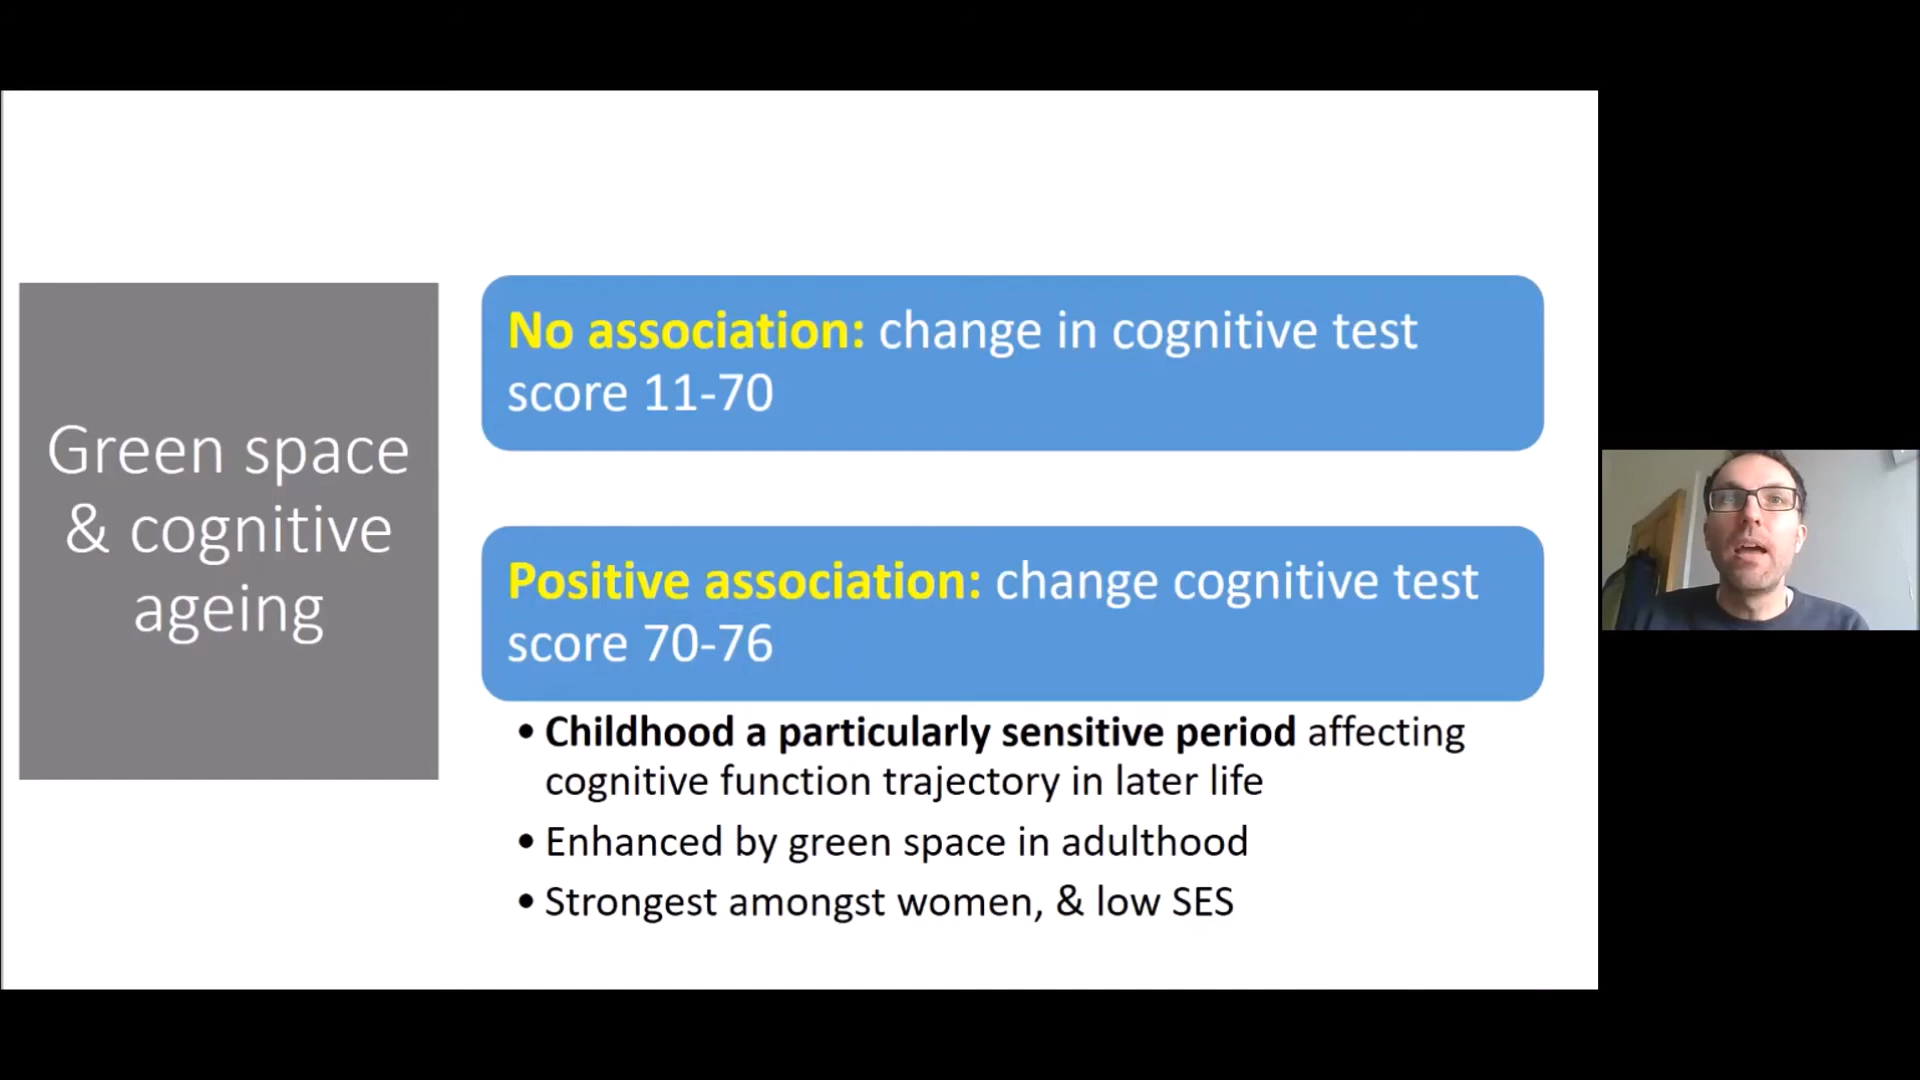 Green space
& cognitive
ageing
No association: change in cognitive test
score 11-70
Positive association: change cognitive test
score 70-76
• Childhood a particularly sensitive period affecting
cognitive function trajectory in later life
• Enhanced by green space in adulthood
• Strongest amongst women, & low SES